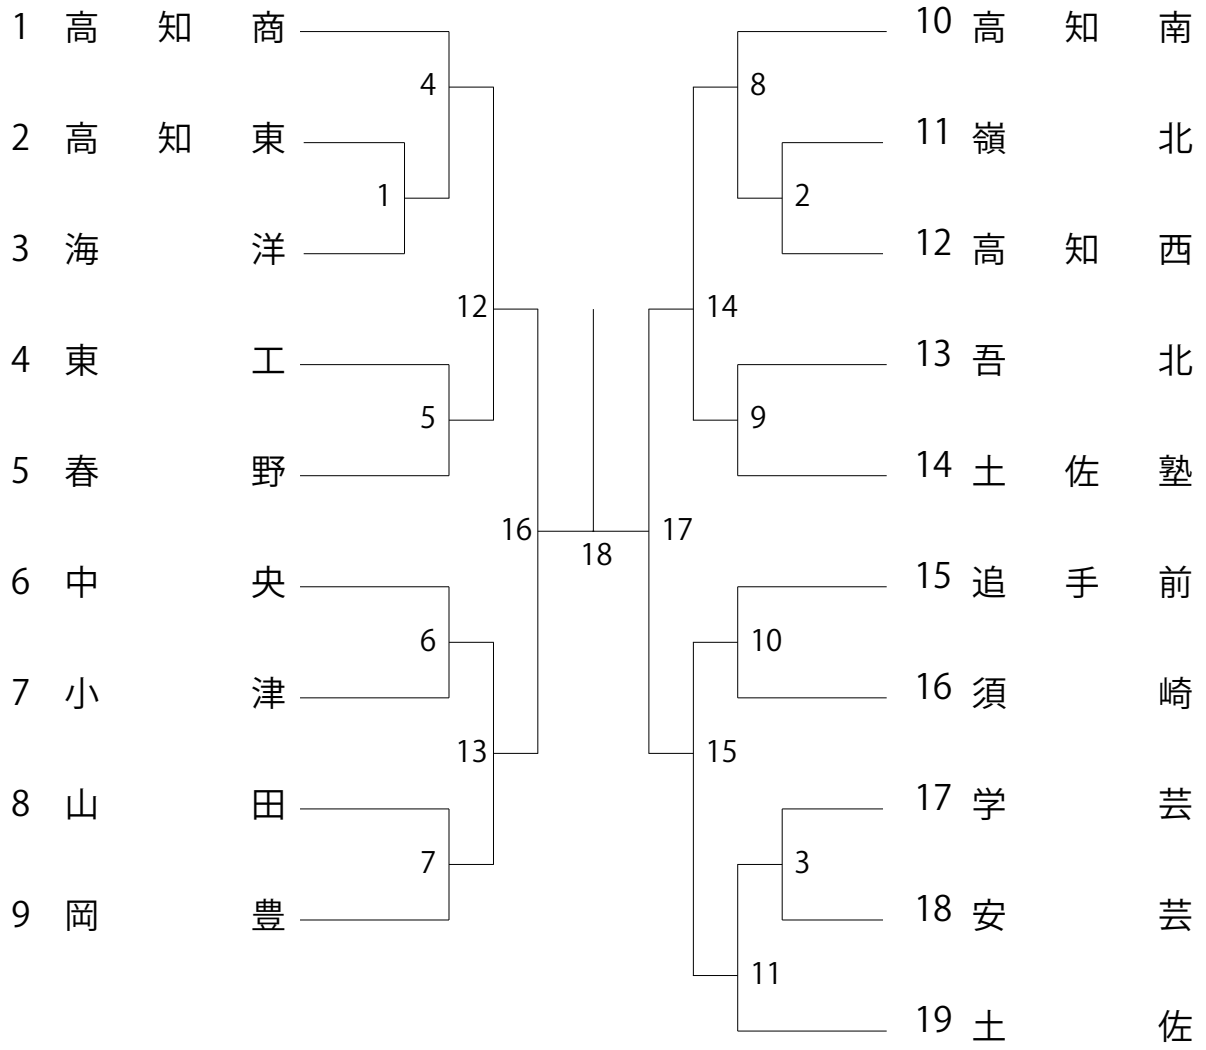 1 高知商
2 高知東
3 海洋
4 東工
5 春野
6 中央
7 小津
8 山田
9 岡豊
4
1
12
5
16
6
13
7
18
8
2
14
9
17
10
15
3
11
10 高知南
11 嶺北
12 高知西
13 吾北
14 土佐塾
15 追手前
16 須崎
17 学芸
18 安芸
19 土佐